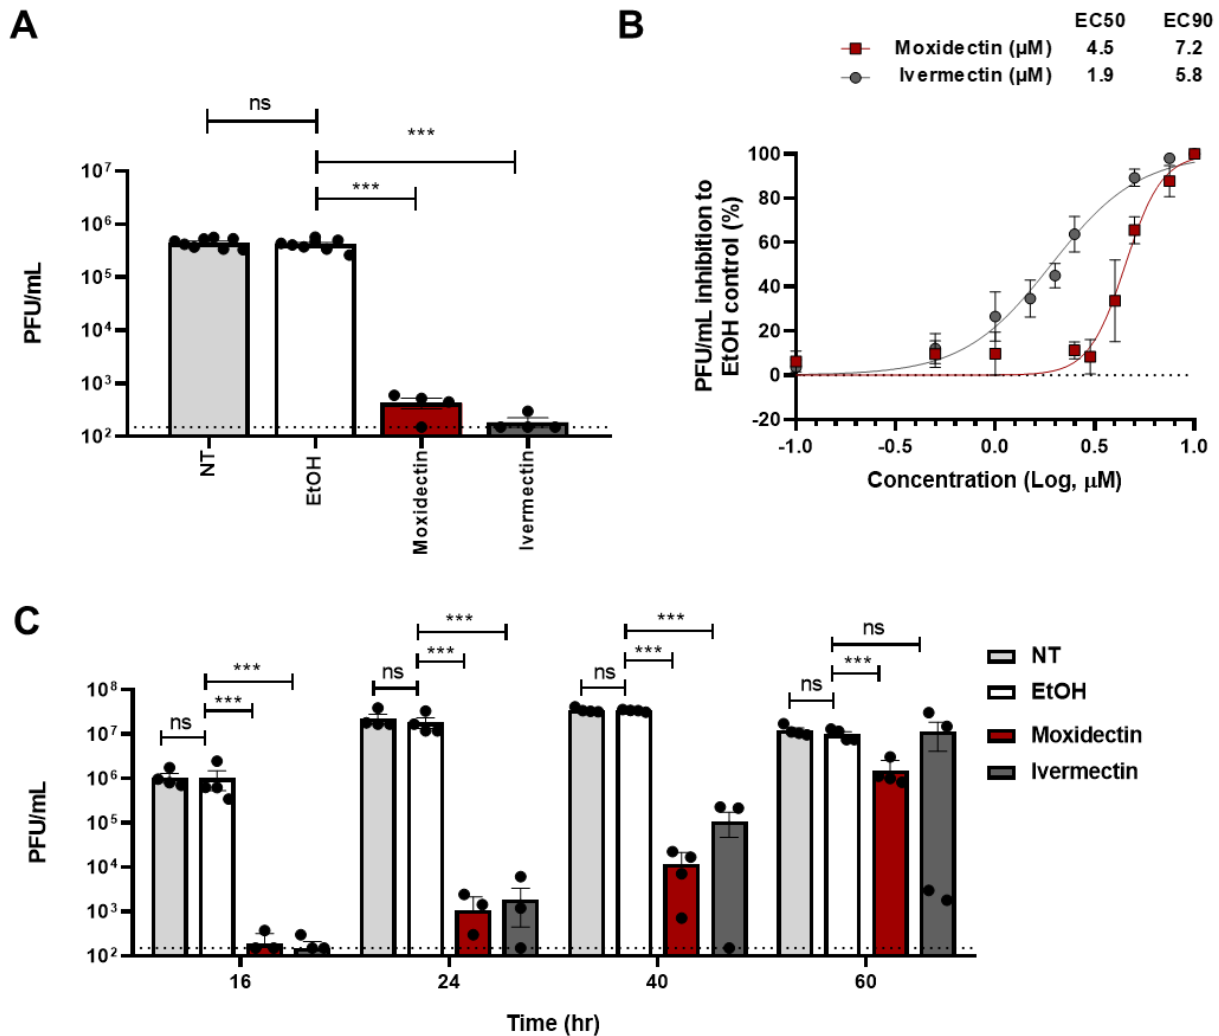 A
ns
***
***
10⁷
10⁶
10⁵
10⁴
10³
10²
PFU/mL
NT
EtOH
Moxidectin
Ivermectin
B
EC50 EC90
Moxidectin (µM) 4.5 7.2
Ivermectin (µM) 1.9 5.8
PFU/mL inhibition to
EtOH control (%)
100
80
60
40
20
0
-20
-1.0 -0.5 0.0 0.5 1.0
Concentration (Log, µM)
C
ns *** ***
ns *** ***
ns *** ***
ns *** ns
10⁸
10⁷
10⁶
10⁵
10⁴
10³
10²
PFU/mL
16 24 40 60
Time (hr)
NT
EtOH
Moxidectin
Ivermectin